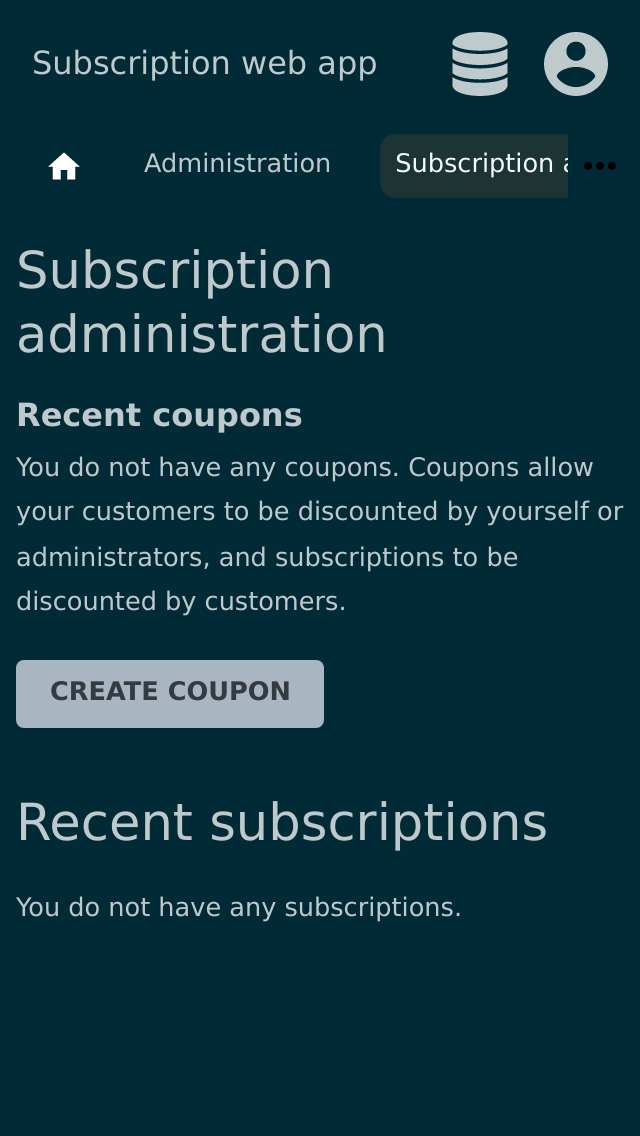 Subscription web app
Administration
Subscription
Subscription
administration
Recent coupons
You do not have any coupons. Coupons allow
your customers to be discounted by yourself or
administrators, and subscriptions to be
discounted by customers.
CREATE COUPON
Recent subscriptions
You do not have any subscriptions.